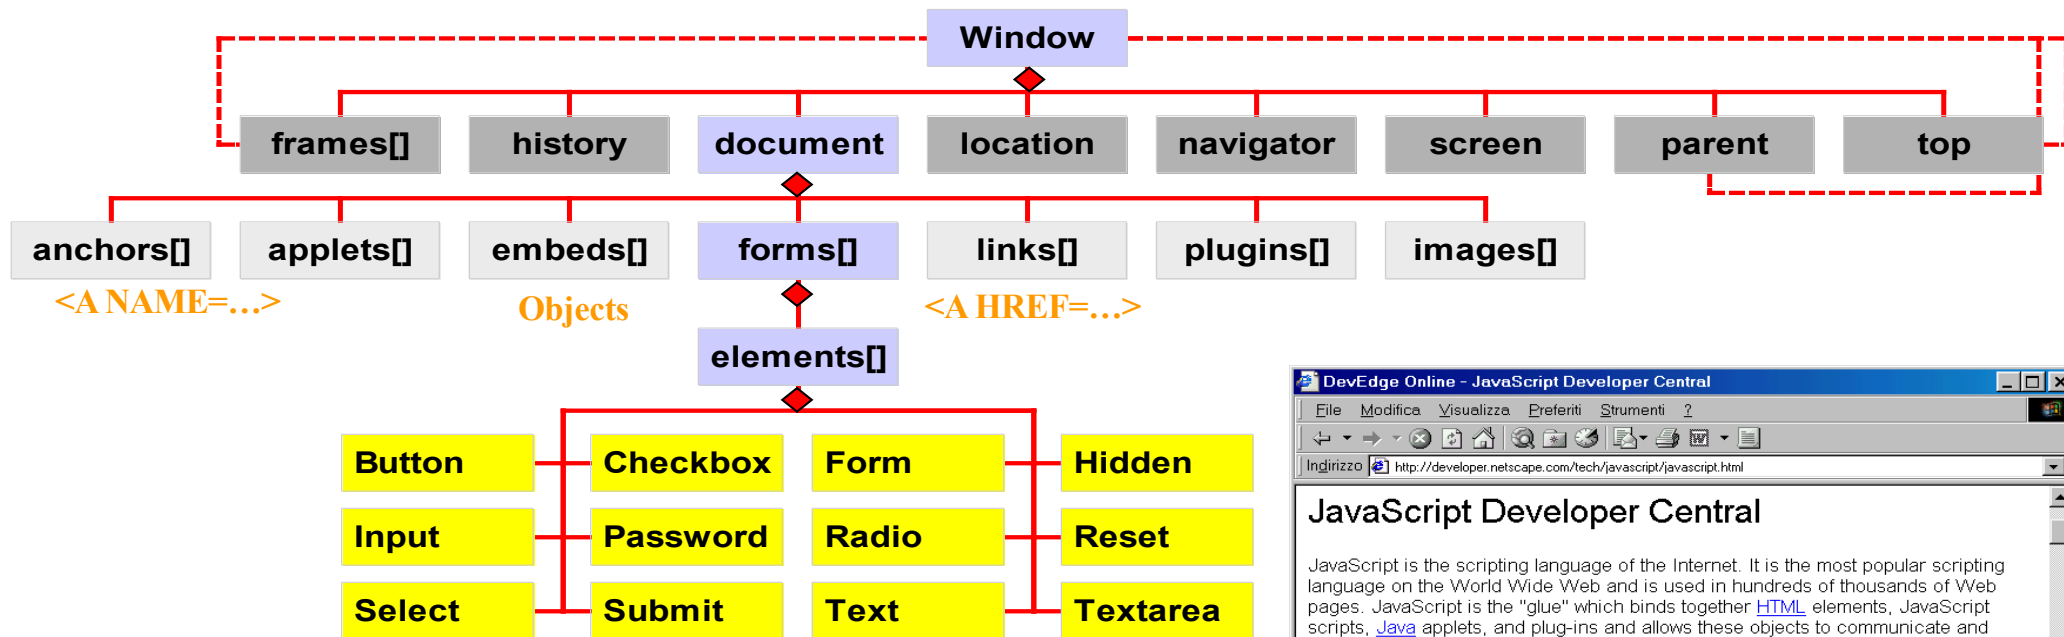 Window
frames[] history document location navigator screen parent top
anchors[] applets[] embeds[] forms[] links[] plugins[] images[]
<A NAME=…> Objects <A HREF=…>
elements[]
Button Checkbox Form Hidden
Input Password Radio Reset
Select Submit Text Textarea
DevEdge Online - JavaScript Developer Central
File Modifica Visualizza Preferiti Strumenti ?
Indirizzo http://developer.netscape.com/tech/javascript/javascript.html
JavaScript Developer Central
JavaScript is the scripting language of the Internet. It is the most popular scripting
language on the World Wide Web and is used in hundreds of thousands of Web
pages. JavaScript is the "glue" which binds together HTML elements, JavaScript
scripts, Java applets, and plug-ins and allows these objects to communicate and